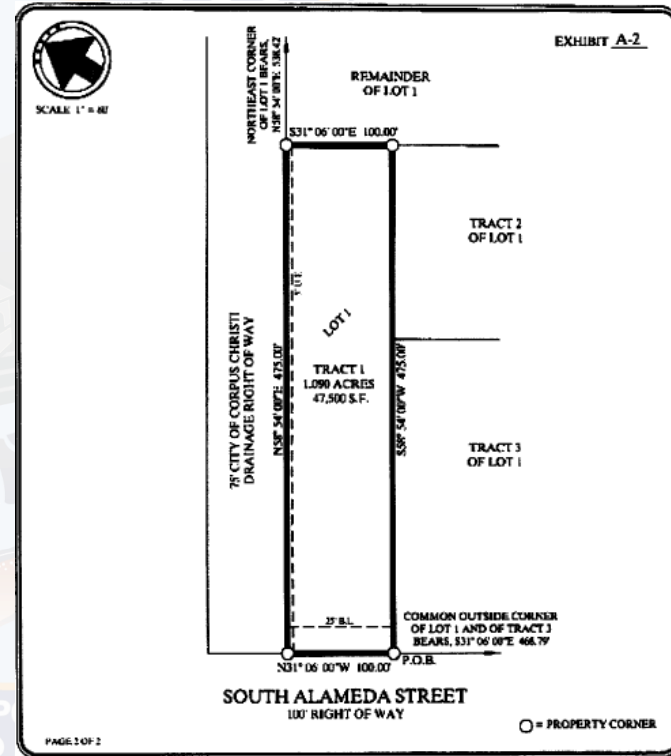 EXHIBIT A-2
SCALE 1" = 80'
NORTHEAST CORNER
OF LOT 1 BEARS,
N58° 54' 00"E 538.42'
REMAINDER
OF LOT 1
S31° 06' 00"E 100.00'
TRACT 2
OF LOT 1
5' U.E.
LOT 1
75' CITY OF CORPUS CHRISTI
DRAINAGE RIGHT OF WAY
N58° 54' 00"E 475.00'
TRACT 1
1.090 ACRES
47,500 S.F.
S58° 54' 00"W 475.00'
TRACT 3
OF LOT 1
25' B.L.
COMMON OUTSIDE CORNER
OF LOT 1 AND OF TRACT 3
BEARS, S31° 06' 00"E 468.79'
P.O.B.
N31° 06' 00"W 100.00'
SOUTH ALAMEDA STREET
100' RIGHT OF WAY
= PROPERTY CORNER
PAGE 2 OF 2